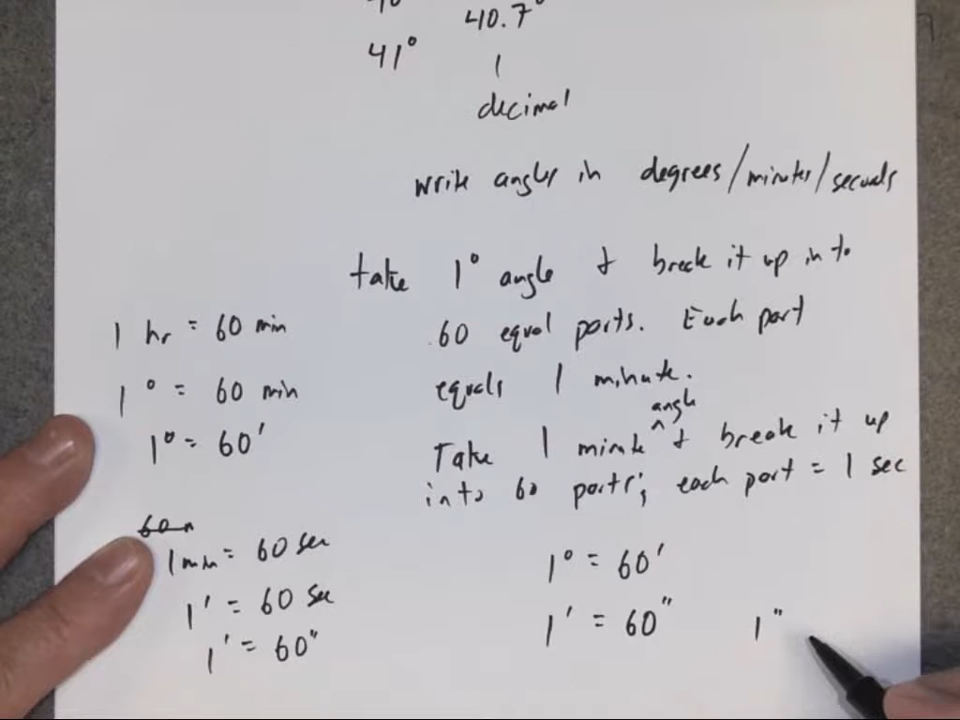 40.7°
41°
decimal
write angles in degrees/minutes/seconds
take 1° angle & break it up into
60 equal parts. Each part
equals 1 minute.
angle
Take 1 minute ^ & break it up
into 60 parts; each part = 1 sec
1 hr = 60 min
1° = 60 min
1° = 60'
1 min = 60 sec
1' = 60 sec
1' = 60"
1° = 60'
1' = 60" 1"